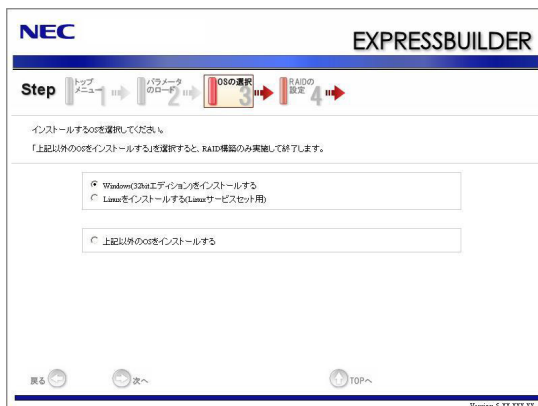 NEC
EXPRESSBUILDER
Step
トップ
メニュー
1
パラメータ
のロード
2
OSの選択
3
RAIDの
設定
4
インストールするOSを選択してください。
「上記以外のOSをインストールする」を選択すると、RAID構築のみ実施して終了します。
Windows(32bitエディション)をインストールする
Linuxをインストールする(Linuxサービスセット用)
上記以外のOSをインストールする
戻る
次へ
TOPへ